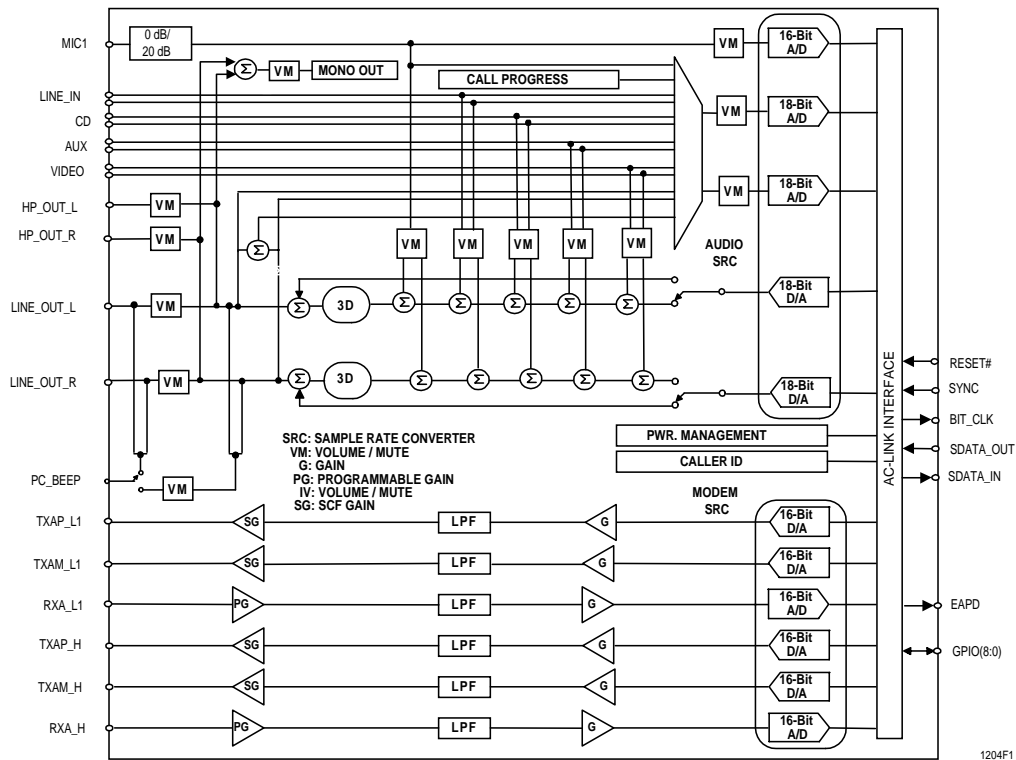 MIC1
0 dB/
20 dB
VM
16-Bit
A/D
Σ
VM
MONO OUT
CALL PROGRESS
LINE_IN
VM
18-Bit
A/D
CD
AUX
VIDEO
VM
18-Bit
A/D
HP_OUT_L
VM
HP_OUT_R
VM
VM
VM
VM
VM
VM
Σ
AUDIO
SRC
LINE_OUT_L
VM
Σ
3D
Σ
Σ
Σ
Σ
Σ
18-Bit
D/A
LINE_OUT_R
VM
Σ
3D
Σ
Σ
Σ
Σ
Σ
18-Bit
D/A
AC-LINK INTERFACE
RESET#
SYNC
BIT_CLK
SDATA_OUT
SDATA_IN
SRC: SAMPLE RATE CONVERTER
VM: VOLUME / MUTE
G: GAIN
PG: PROGRAMMABLE GAIN
IV: VOLUME / MUTE
SG: SCF GAIN
PWR. MANAGEMENT
CALLER ID
PC_BEEP
VM
MODEM
SRC
TXAP_L1
SG
LPF
G
16-Bit
D/A
TXAM_L1
SG
LPF
G
16-Bit
D/A
RXA_L1
PG
LPF
G
16-Bit
A/D
EAPD
TXAP_H
SG
LPF
G
16-Bit
D/A
GPIO(8:0)
TXAM_H
SG
LPF
G
16-Bit
D/A
RXA_H
PG
LPF
G
16-Bit
A/D
1204F1